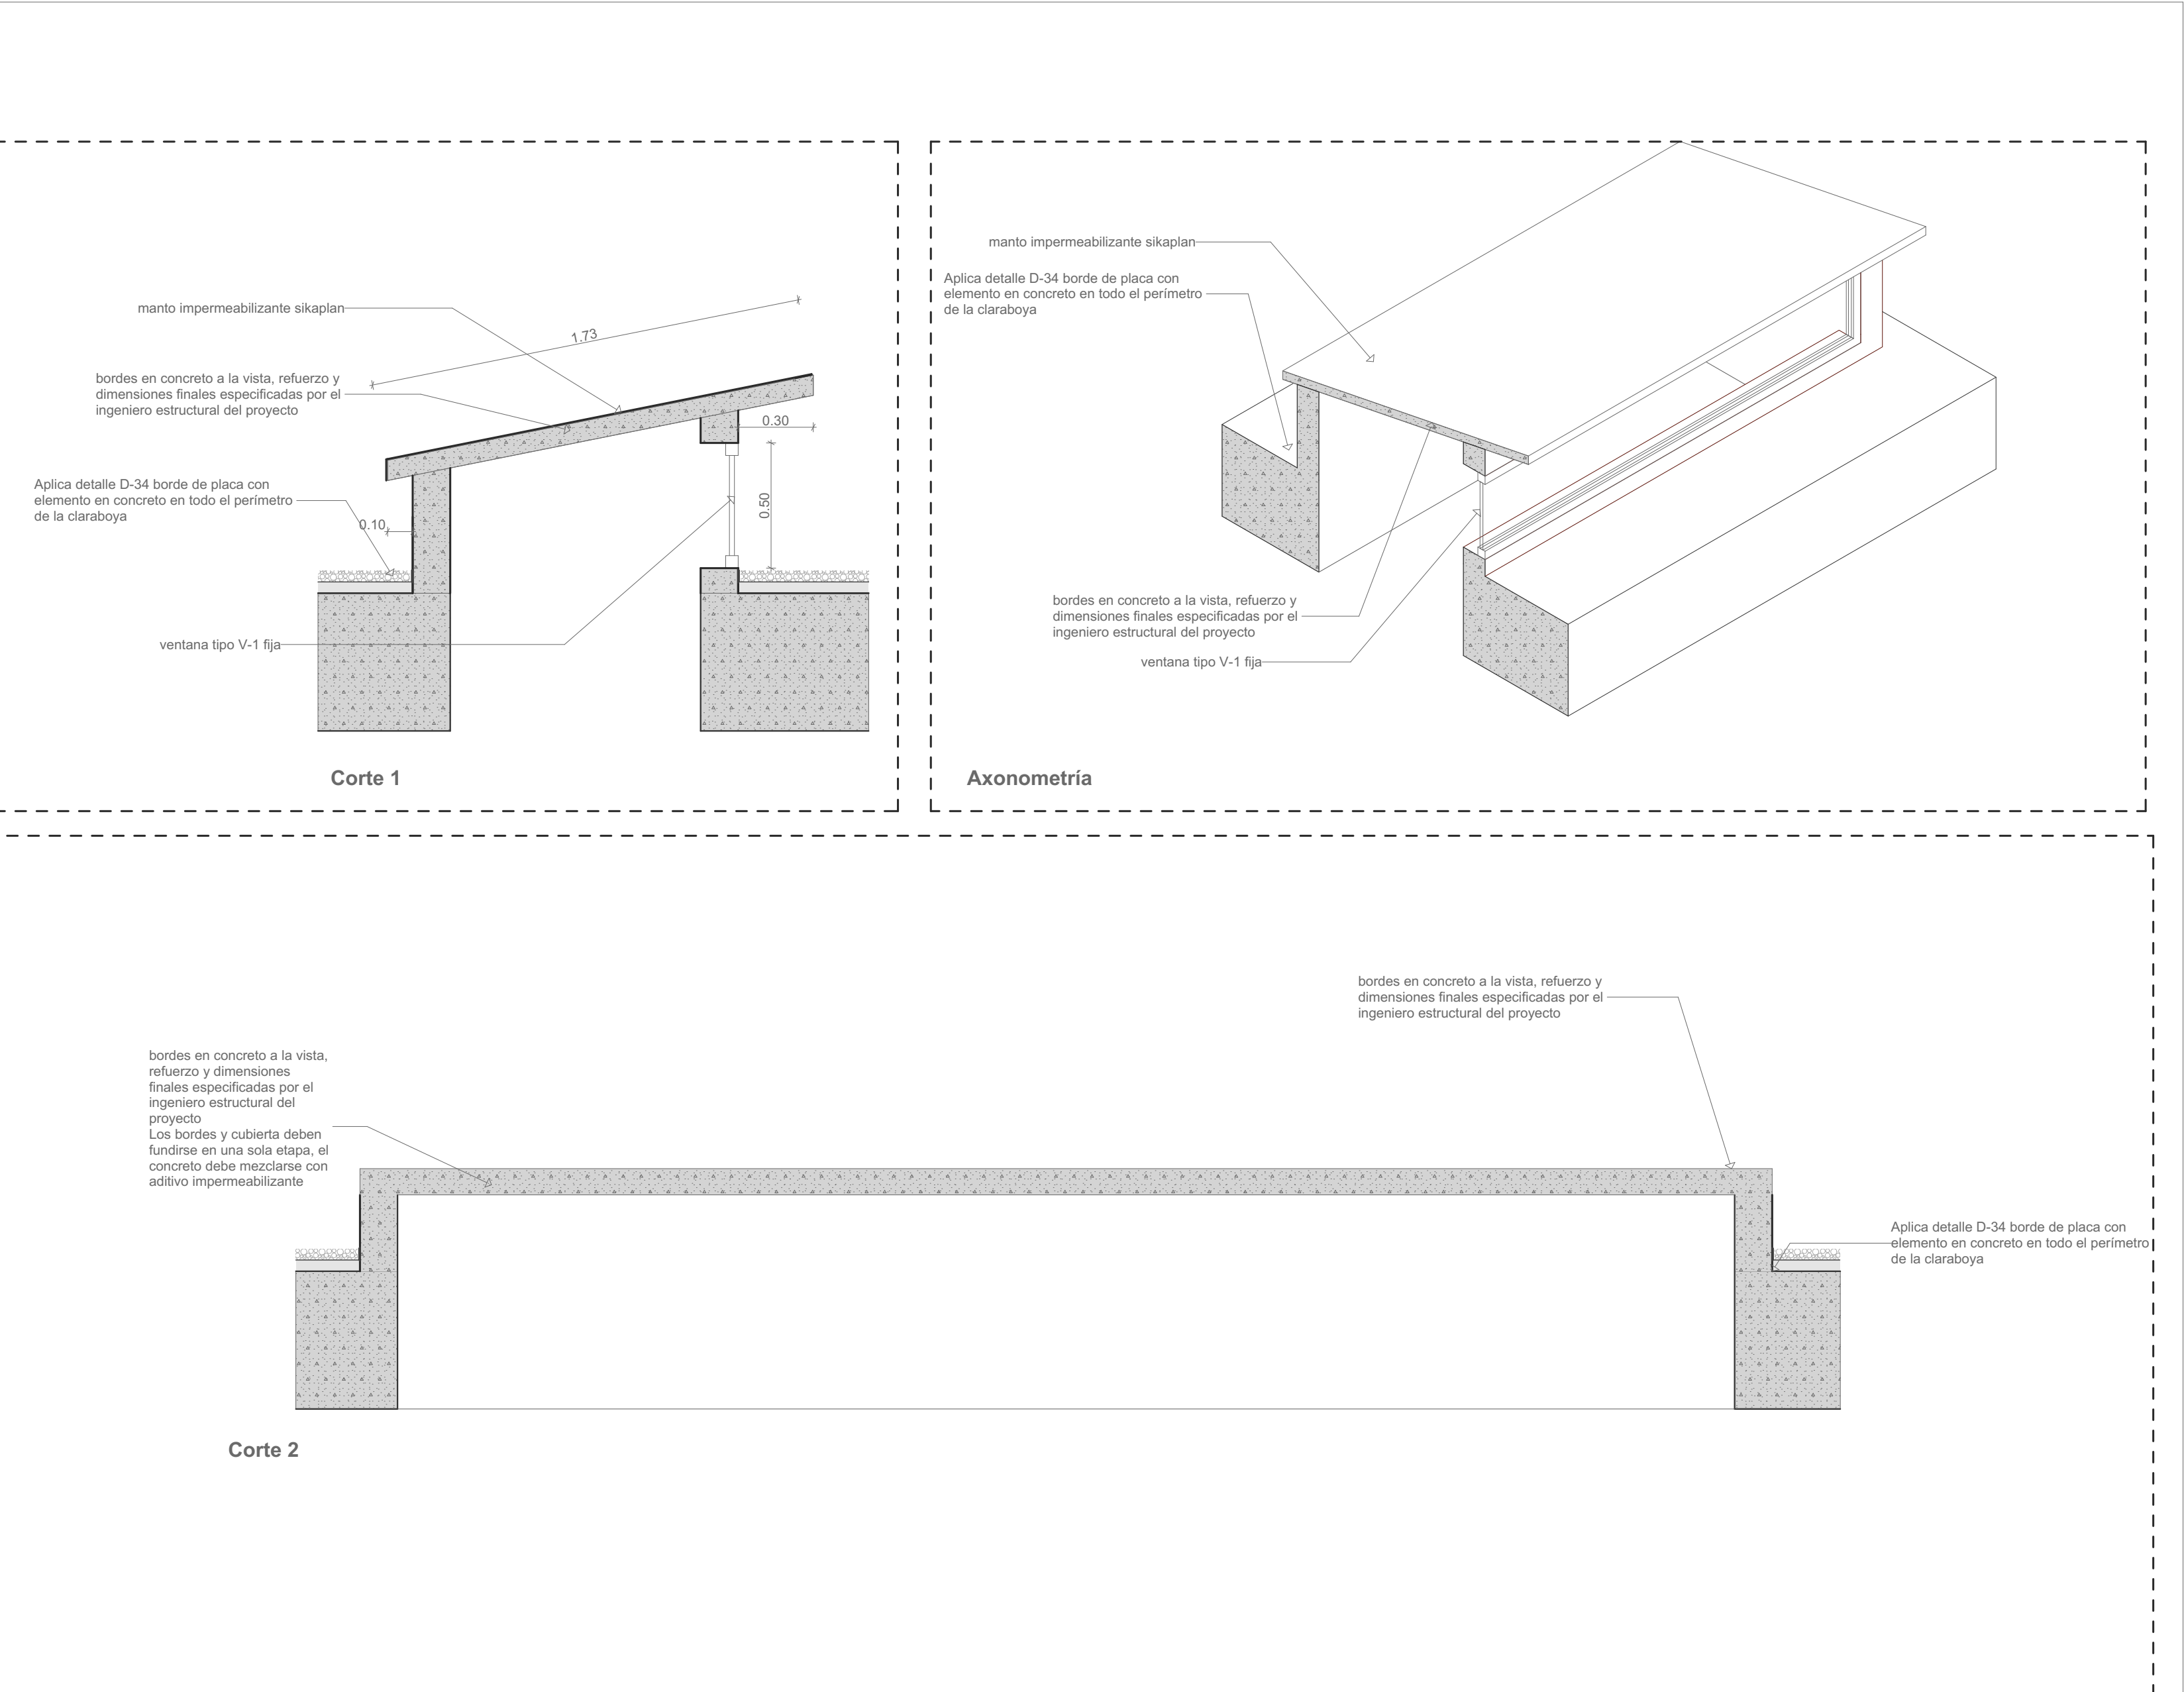 manto impermeabilizante sikaplan
1.73
bordes en concreto a la vista, refuerzo y
dimensiones finales especificadas por el
ingeniero estructural del proyecto
0.30
Aplica detalle D-34 borde de placa con
elemento en concreto en todo el perímetro
de la claraboya
0.10
0.50
ventana tipo V-1 fija
Corte 1
manto impermeabilizante sikaplan
Aplica detalle D-34 borde de placa con
elemento en concreto en todo el perímetro
de la claraboya
bordes en concreto a la vista, refuerzo y
dimensiones finales especificadas por el
ingeniero estructural del proyecto
ventana tipo V-1 fija
Axonometría
bordes en concreto a la vista, refuerzo y
dimensiones finales especificadas por el
ingeniero estructural del proyecto
bordes en concreto a la vista,
refuerzo y dimensiones
finales especificadas por el
ingeniero estructural del
proyecto
Los bordes y cubierta deben
fundirse en una sola etapa, el
concreto debe mezclarse con
aditivo impermeabilizante
Aplica detalle D-34 borde de placa con
elemento en concreto en todo el perímetro
de la claraboya
Corte 2